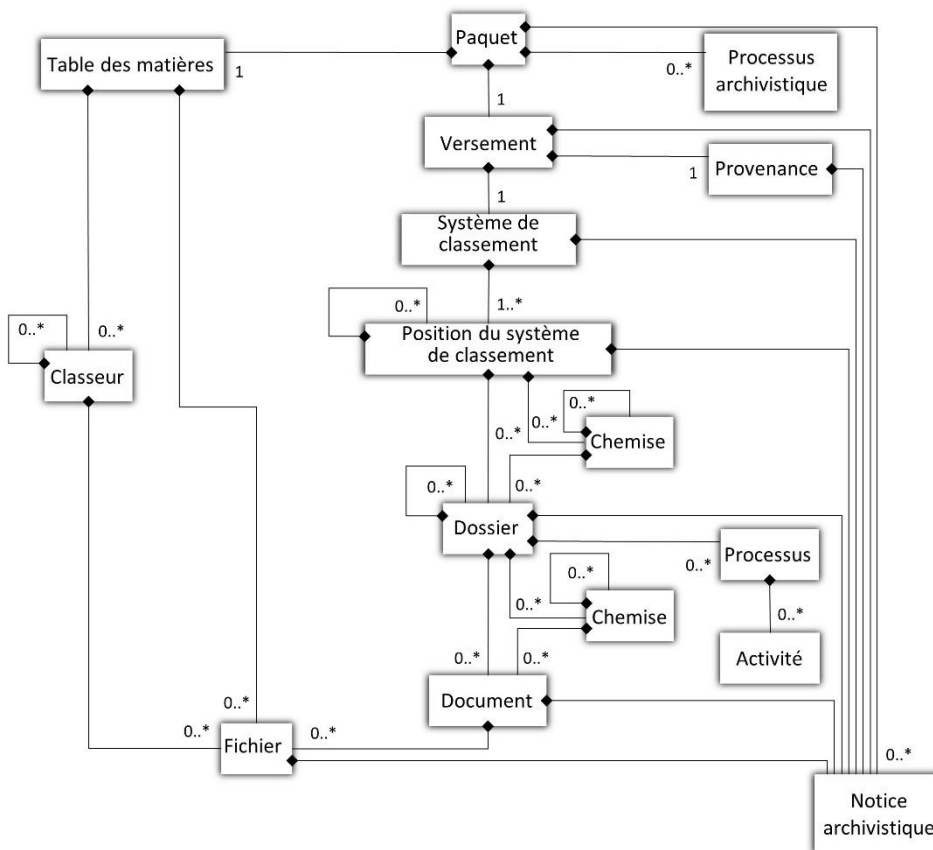 Paquet
Table des matières
1
0..*
Processus
archivistique
1
Versement
Provenance
1
1
Système de
classement
0..*
1..*
0..*
0..*
Position du système
de classement
Classeur
0..*
0..*
0..*
Chemise
0..*
0..*
Dossier
Processus
0..*
0..*
0..*
Chemise
0..*
Activité
0..*
0..*
Document
0..*
0..*
0..*
Fichier
0..*
Notice
archivistique